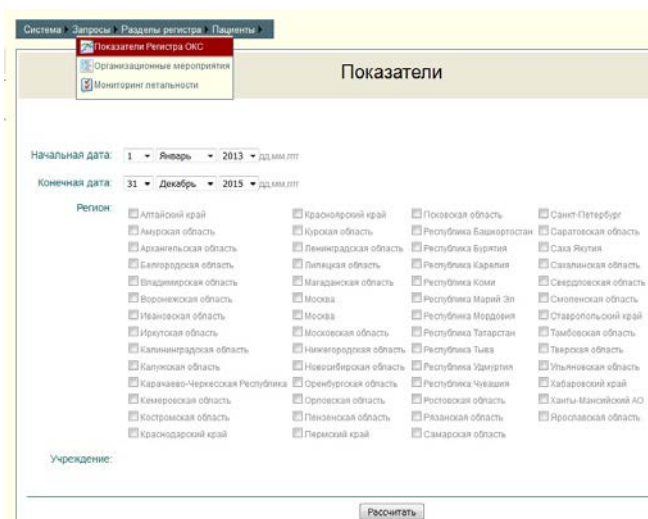 Система Запросы Разделы регистра Пациенты
Показатели Регистра ОКС
Организационные мероприятия
Мониторинг летальности
Показатели
Начальная дата: 1 Январь 2013 дд.мм.гггг
Конечная дата: 31 Декабрь 2015 дд.мм.гггг
Регион:
Алтайский край Красноярский край Псковская область Санкт-Петербург
Амурская область Курская область Республика Башкортостан Саратовская область
Архангельская область Ленинградская область Республика Бурятия Саха Якутия
Белгородская область Липецкая область Республика Карелия Сахалинская область
Владимирская область Магаданская область Республика Коми Свердловская область
Воронежская область Москва Республика Марий Эл Смоленская область
Ивановская область Москва Республика Мордовия Ставропольский край
Иркутская область Московская область Республика Татарстан Тамбовская область
Калининградская область Нижегородская область Республика Тыва Тверская область
Калужская область Новосибирская область Республика Удмуртия Ульяновская область
Карачаево-Черкесская Республика Оренбургская область Республика Чувашия Хабаровский край
Кемеровская область Орловская область Ростовская область Ханты-Мансийский АО
Костромская область Пензенская область Рязанская область Ярославская область
Краснодарский край Пермский край Самарская область
Учреждение:
Рассчитать